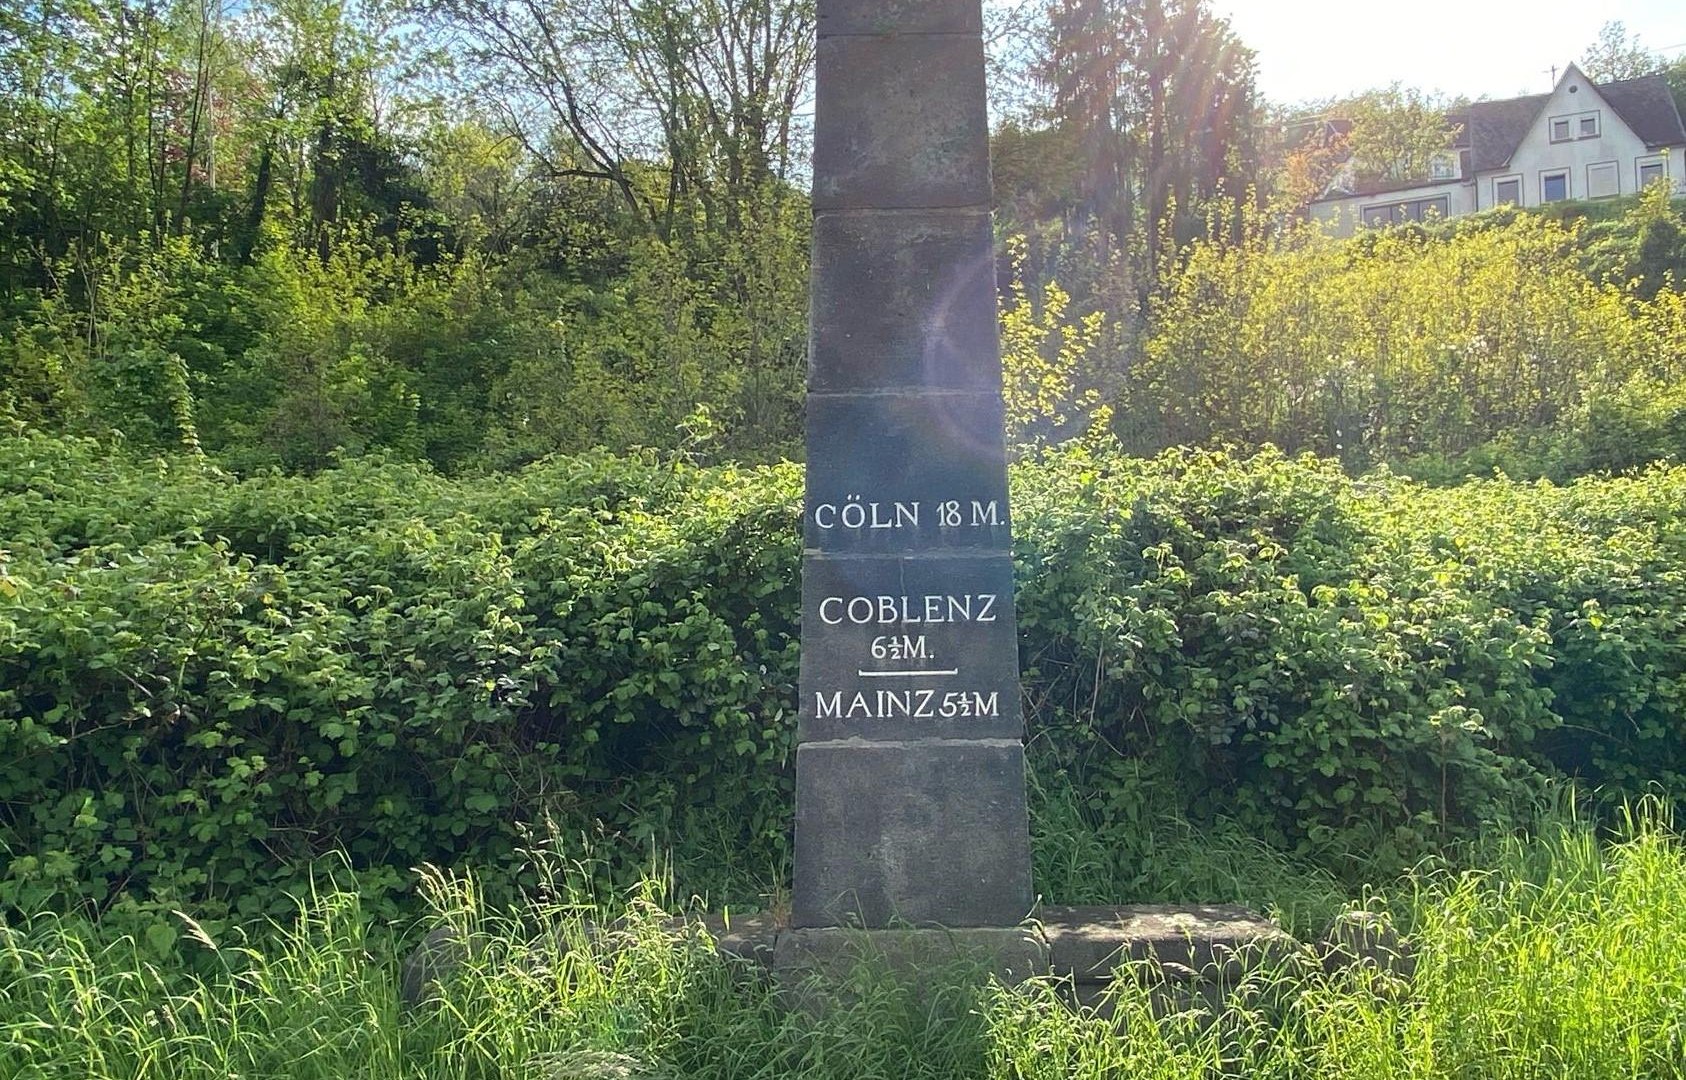 CÖLN 18 M.
COBLENZ
6½M.
MAINZ 5½M